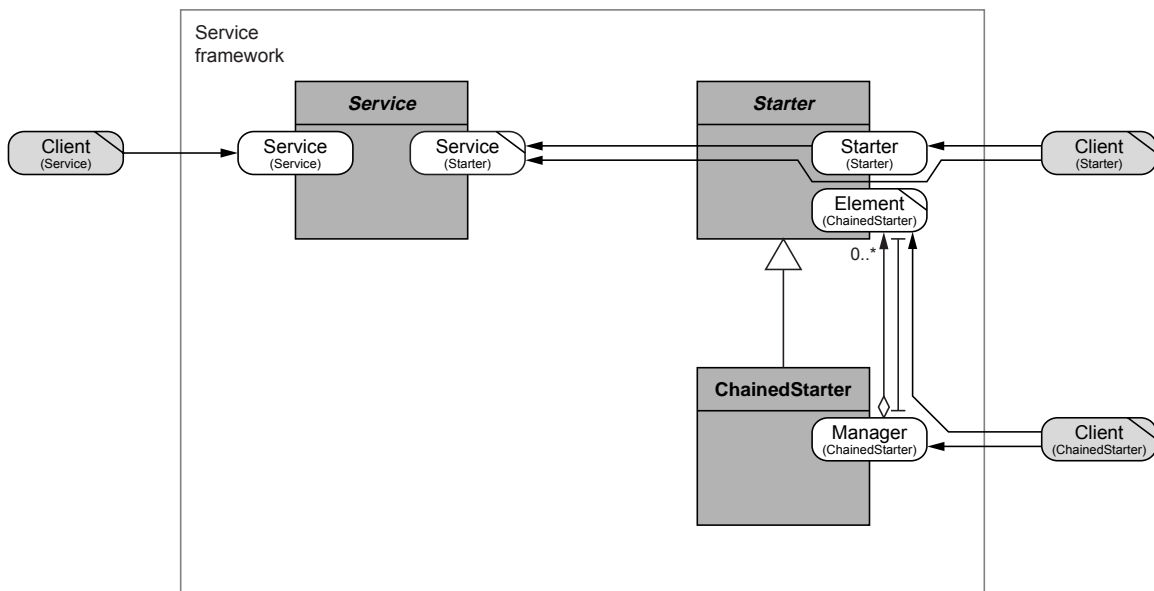 Service
framework
Service
Starter
Client
(Service)
Service
(Service)
Service
(Starter)
Starter
(Starter)
Client
(Starter)
Element
(ChainedStarter)
0..*
ChainedStarter
Manager
(ChainedStarter)
Client
(ChainedStarter)